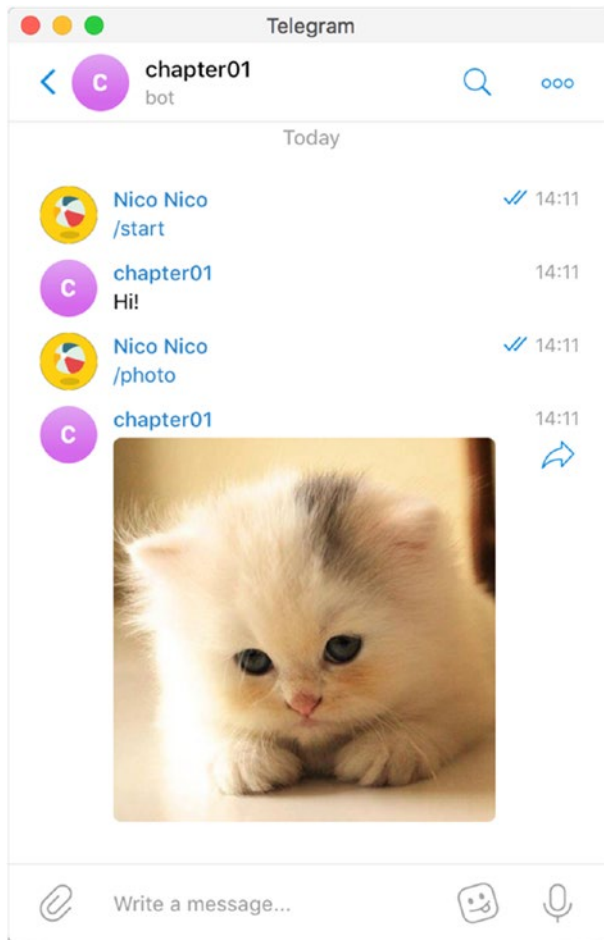 Telegram
C
chapter01
bot
Today
Nico Nico
14:11
/start
C
chapter01
14:11
Hi!
Nico Nico
14:11
/photo
C
chapter01
14:11
Write a message...